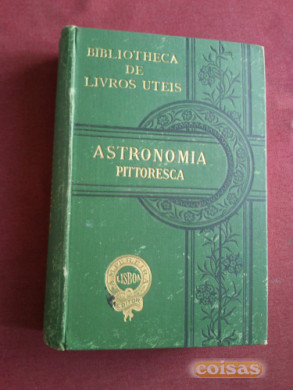 BIBLIOTHECA
DE
LIVROS UTEIS
ASTRONOMIA
PITTORESCA
LISBOA
coisas